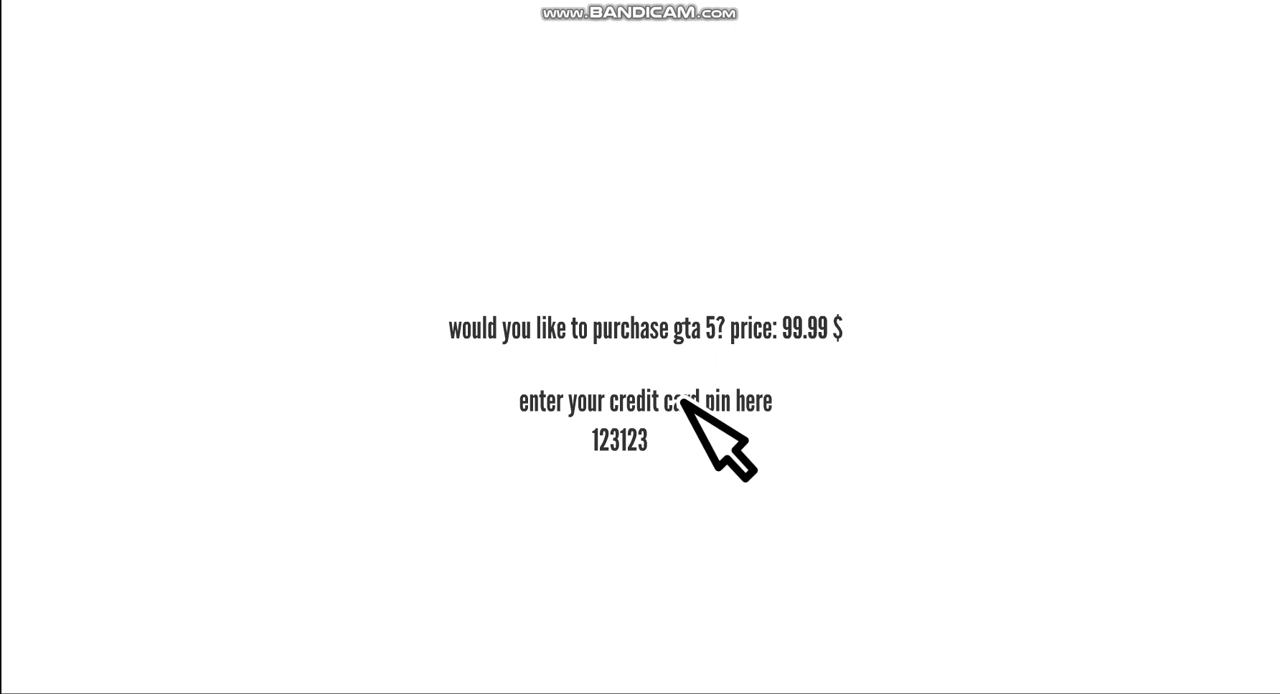 www.BANDICAM.com
would you like to purchase gta 5? price: 99.99 $
enter your credit card pin here
123123